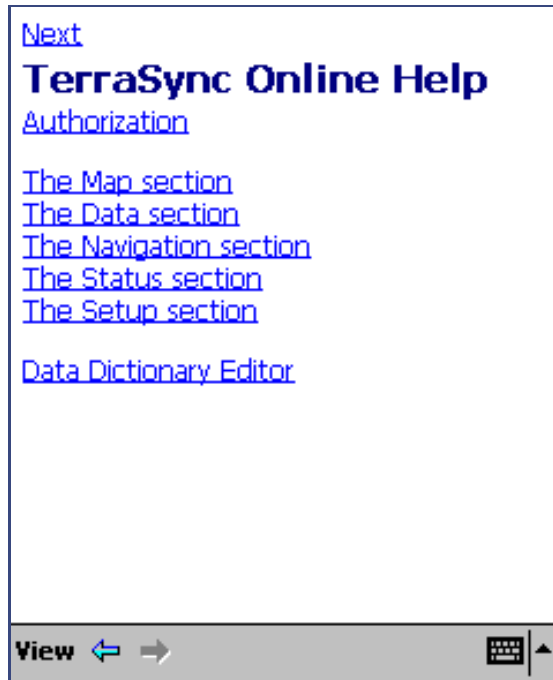 Next
TerraSync Online Help
Authorization
The Map section
The Data section
The Navigation section
The Status section
The Setup section
Data Dictionary Editor
View